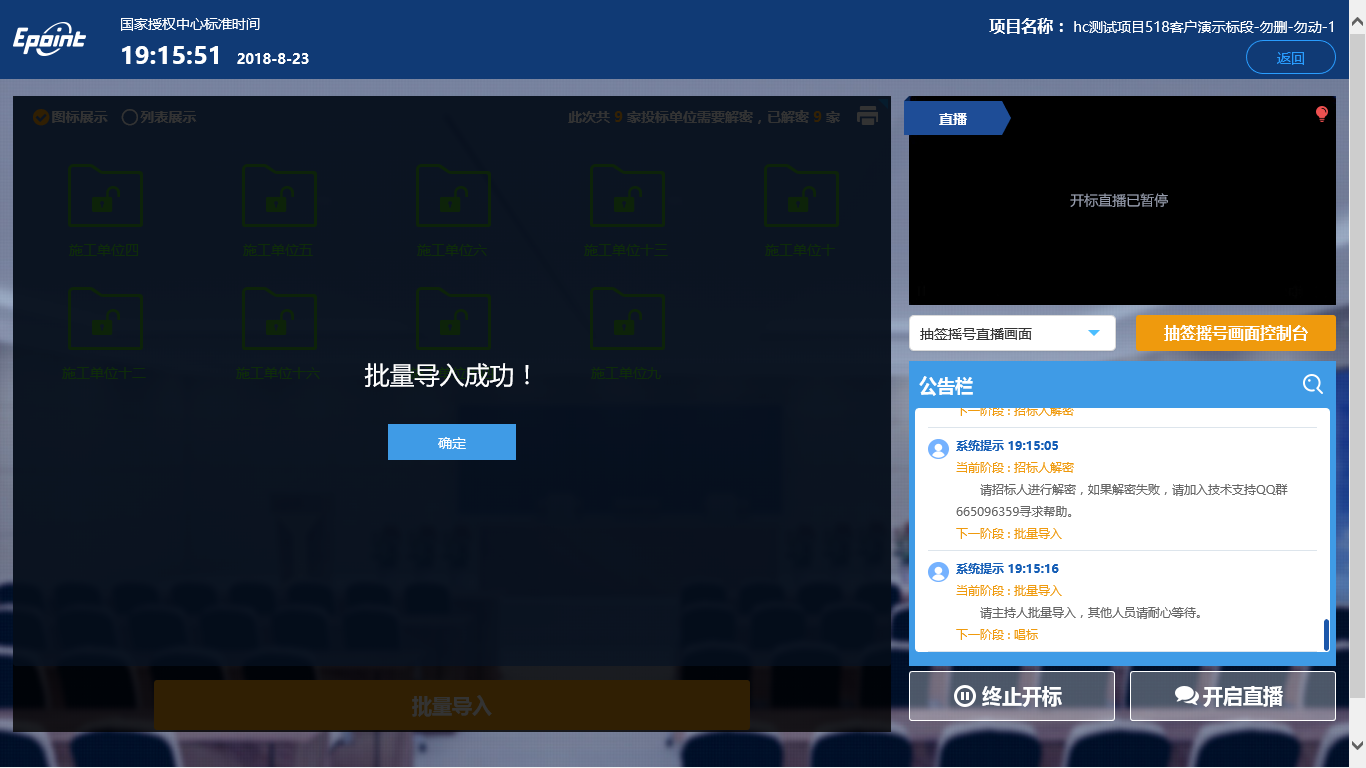 Epoint
国家授权中心标准时间
19:15:51 2018-8-23
项目名称： hc测试项目518客户演示标段-勿删-勿动-1
返回
图标展示 列表展示
此次共 9 家投标单位需要解密，已解密 9 家
施工单位四 施工单位五 施工单位六 施工单位十三 施工单位十
施工单位十二 施工单位十六 施工单位九
批量导入成功！
确定
批量导入
直播
开标直播已暂停
抽签摇号直播画面
抽签摇号画面控制台
公告栏
下一阶段 : 招标人解密
系统提示 19:15:05
当前阶段 : 招标人解密
请招标人进行解密，如果解密失败，请加入技术支持QQ群
665096359寻求帮助。
下一阶段 : 批量导入
系统提示 19:15:16
当前阶段 : 批量导入
请主持人批量导入，其他人员请耐心等待。
下一阶段 : 唱标
终止开标
开启直播